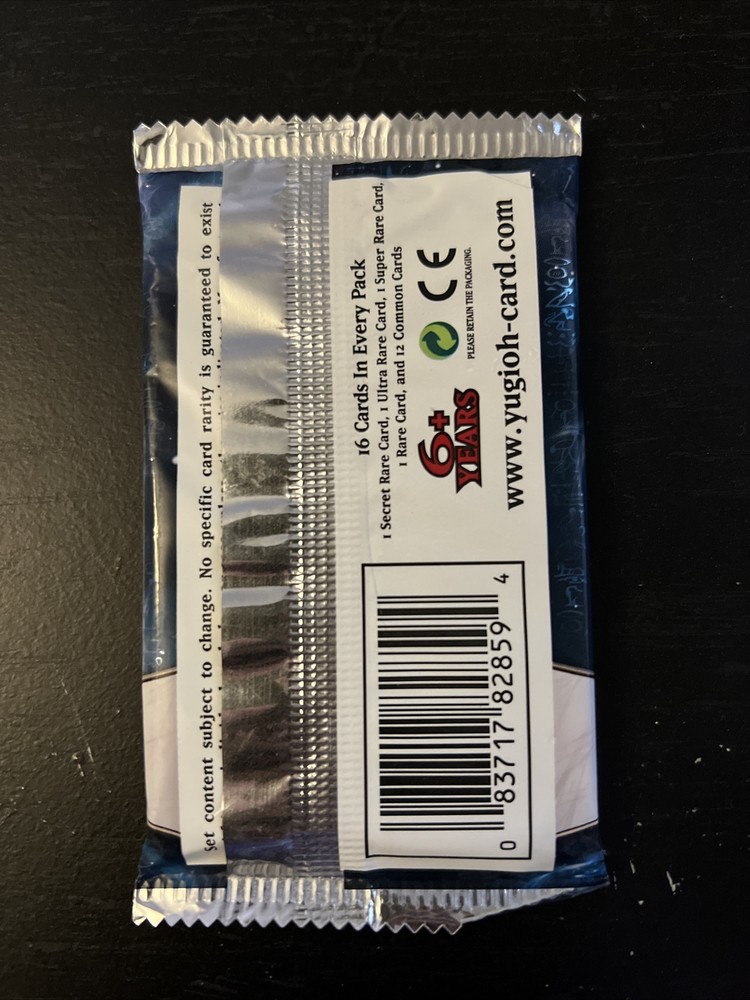 Set content subject to change. No specific card rarity is guaranteed to exist
16 Cards In Every Pack
1 Secret Rare Card, 1 Ultra Rare Card, 1 Super Rare Card,
1 Rare Card, and 12 Common Cards
6+
YEARS
CE
PLEASE RETAIN THE PACKAGING.
www.yugioh-card.com
0 83717 82859 4